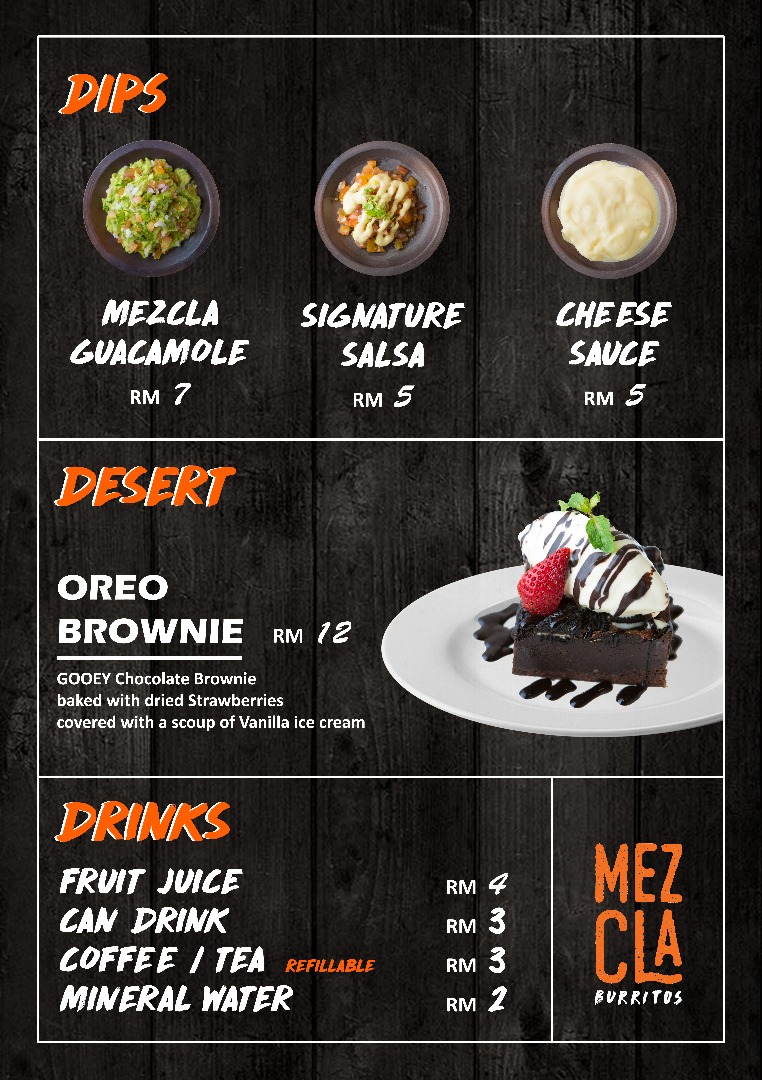 DIPS
MEZCLA
GUACAMOLE
RM 7
SIGNATURE
SALSA
RM 5
CHEESE
SAUCE
RM 5
DESERT
OREO
BROWNIE RM 12
GOOEY Chocolate Brownie
baked with dried Strawberries
covered with a scoup of Vanilla ice cream
DRINKS
FRUIT JUICE RM 4
CAN DRINK RM 3
COFFEE / TEA REFILLABLE RM 3
MINERAL WATER RM 2
MEZ
CLA
BURRITOS